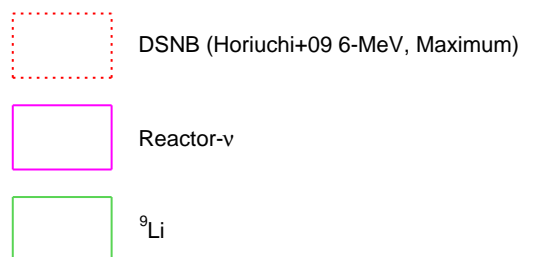 DSNB (Horiuchi+09 6-MeV, Maximum)
Reactor-ν
⁹Li